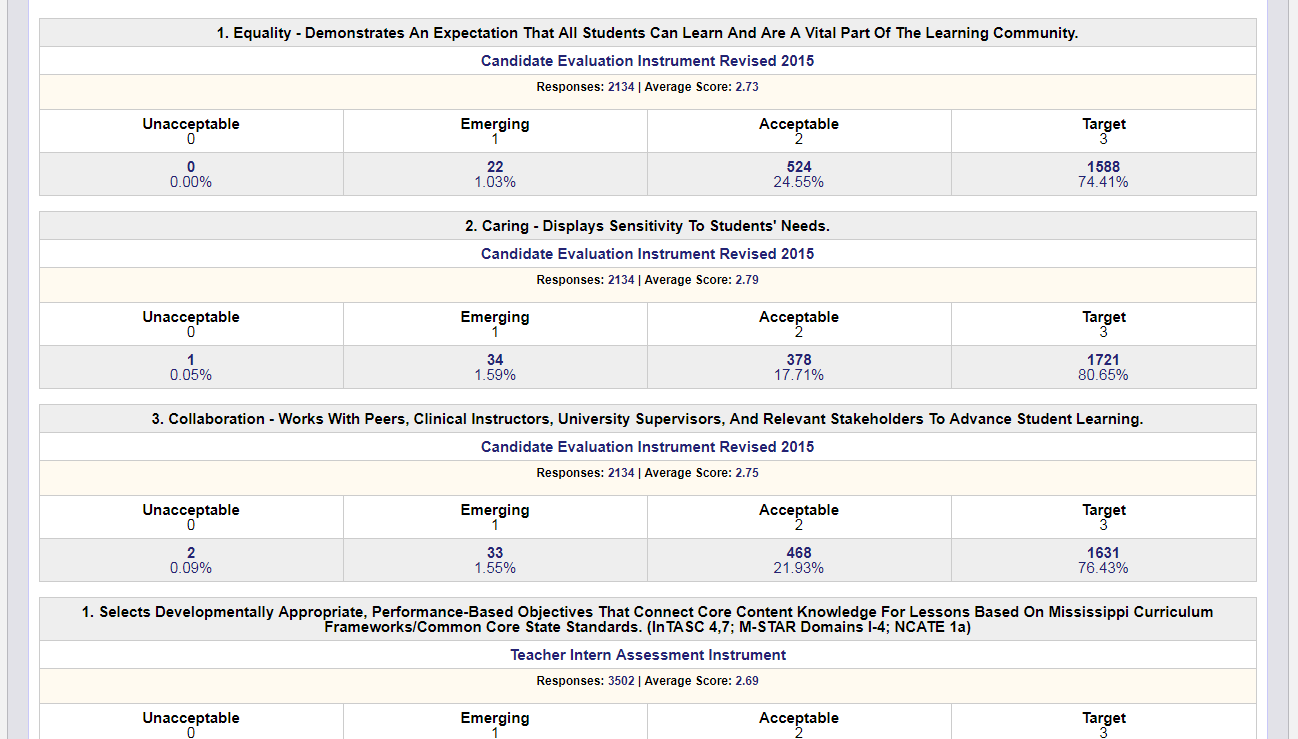 1. Equality - Demonstrates An Expectation That All Students Can Learn And Are A Vital Part Of The Learning Community.
Candidate Evaluation Instrument Revised 2015
Responses: 2134 | Average Score: 2.73
Unacceptable Emerging Acceptable Target
0 1 2 3
0 22 524 1588
0.00% 1.03% 24.55% 74.41%
2. Caring - Displays Sensitivity To Students' Needs.
Candidate Evaluation Instrument Revised 2015
Responses: 2134 | Average Score: 2.79
Unacceptable Emerging Acceptable Target
0 1 2 3
1 34 378 1721
0.05% 1.59% 17.71% 80.65%
3. Collaboration - Works With Peers, Clinical Instructors, University Supervisors, And Relevant Stakeholders To Advance Student Learning.
Candidate Evaluation Instrument Revised 2015
Responses: 2134 | Average Score: 2.75
Unacceptable Emerging Acceptable Target
0 1 2 3
2 33 468 1631
0.09% 1.55% 21.93% 76.43%
1. Selects Developmentally Appropriate, Performance-Based Objectives That Connect Core Content Knowledge For Lessons Based On Mississippi Curriculum
Frameworks/Common Core State Standards. (InTASC 4,7; M-STAR Domains I-4; NCATE 1a)
Teacher Intern Assessment Instrument
Responses: 3502 | Average Score: 2.69
Unacceptable Emerging Acceptable Target
0 1 2 3